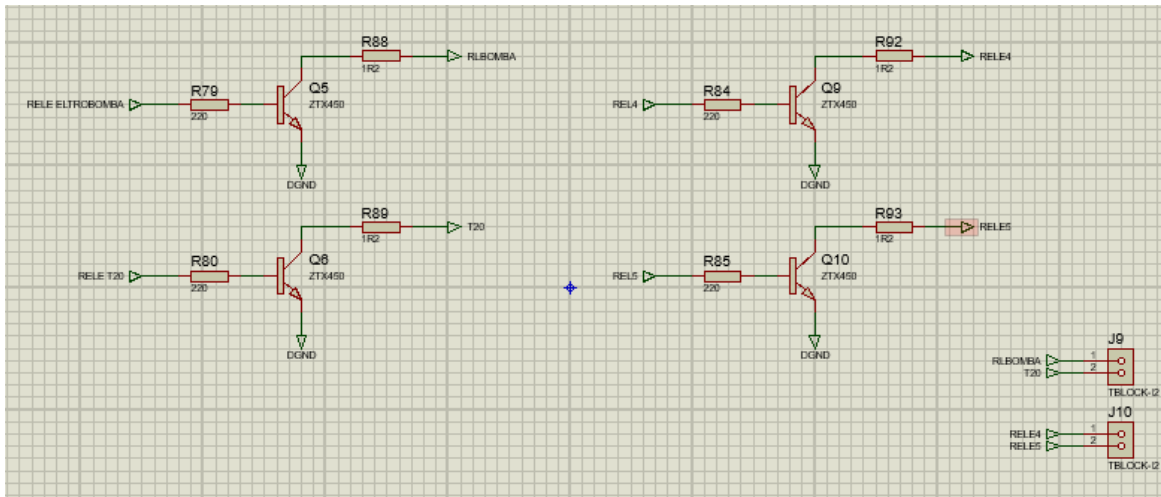 R88
1R2
RLBOMBA
R79
220
RELE ELTROBOMBA
Q5
ZTX450
DGND
R92
1R2
RELE4
R84
220
REL4
Q9
ZTX450
DGND
R89
1R2
T20
R80
220
RELE T20
Q6
ZTX450
DGND
R93
1R2
RELE5
R85
220
REL5
Q10
ZTX450
DGND
J9
RLBOMBA 1
T20 2
TBLOCK-I2
J10
RELE4 1
RELE5 2
TBLOCK-I2